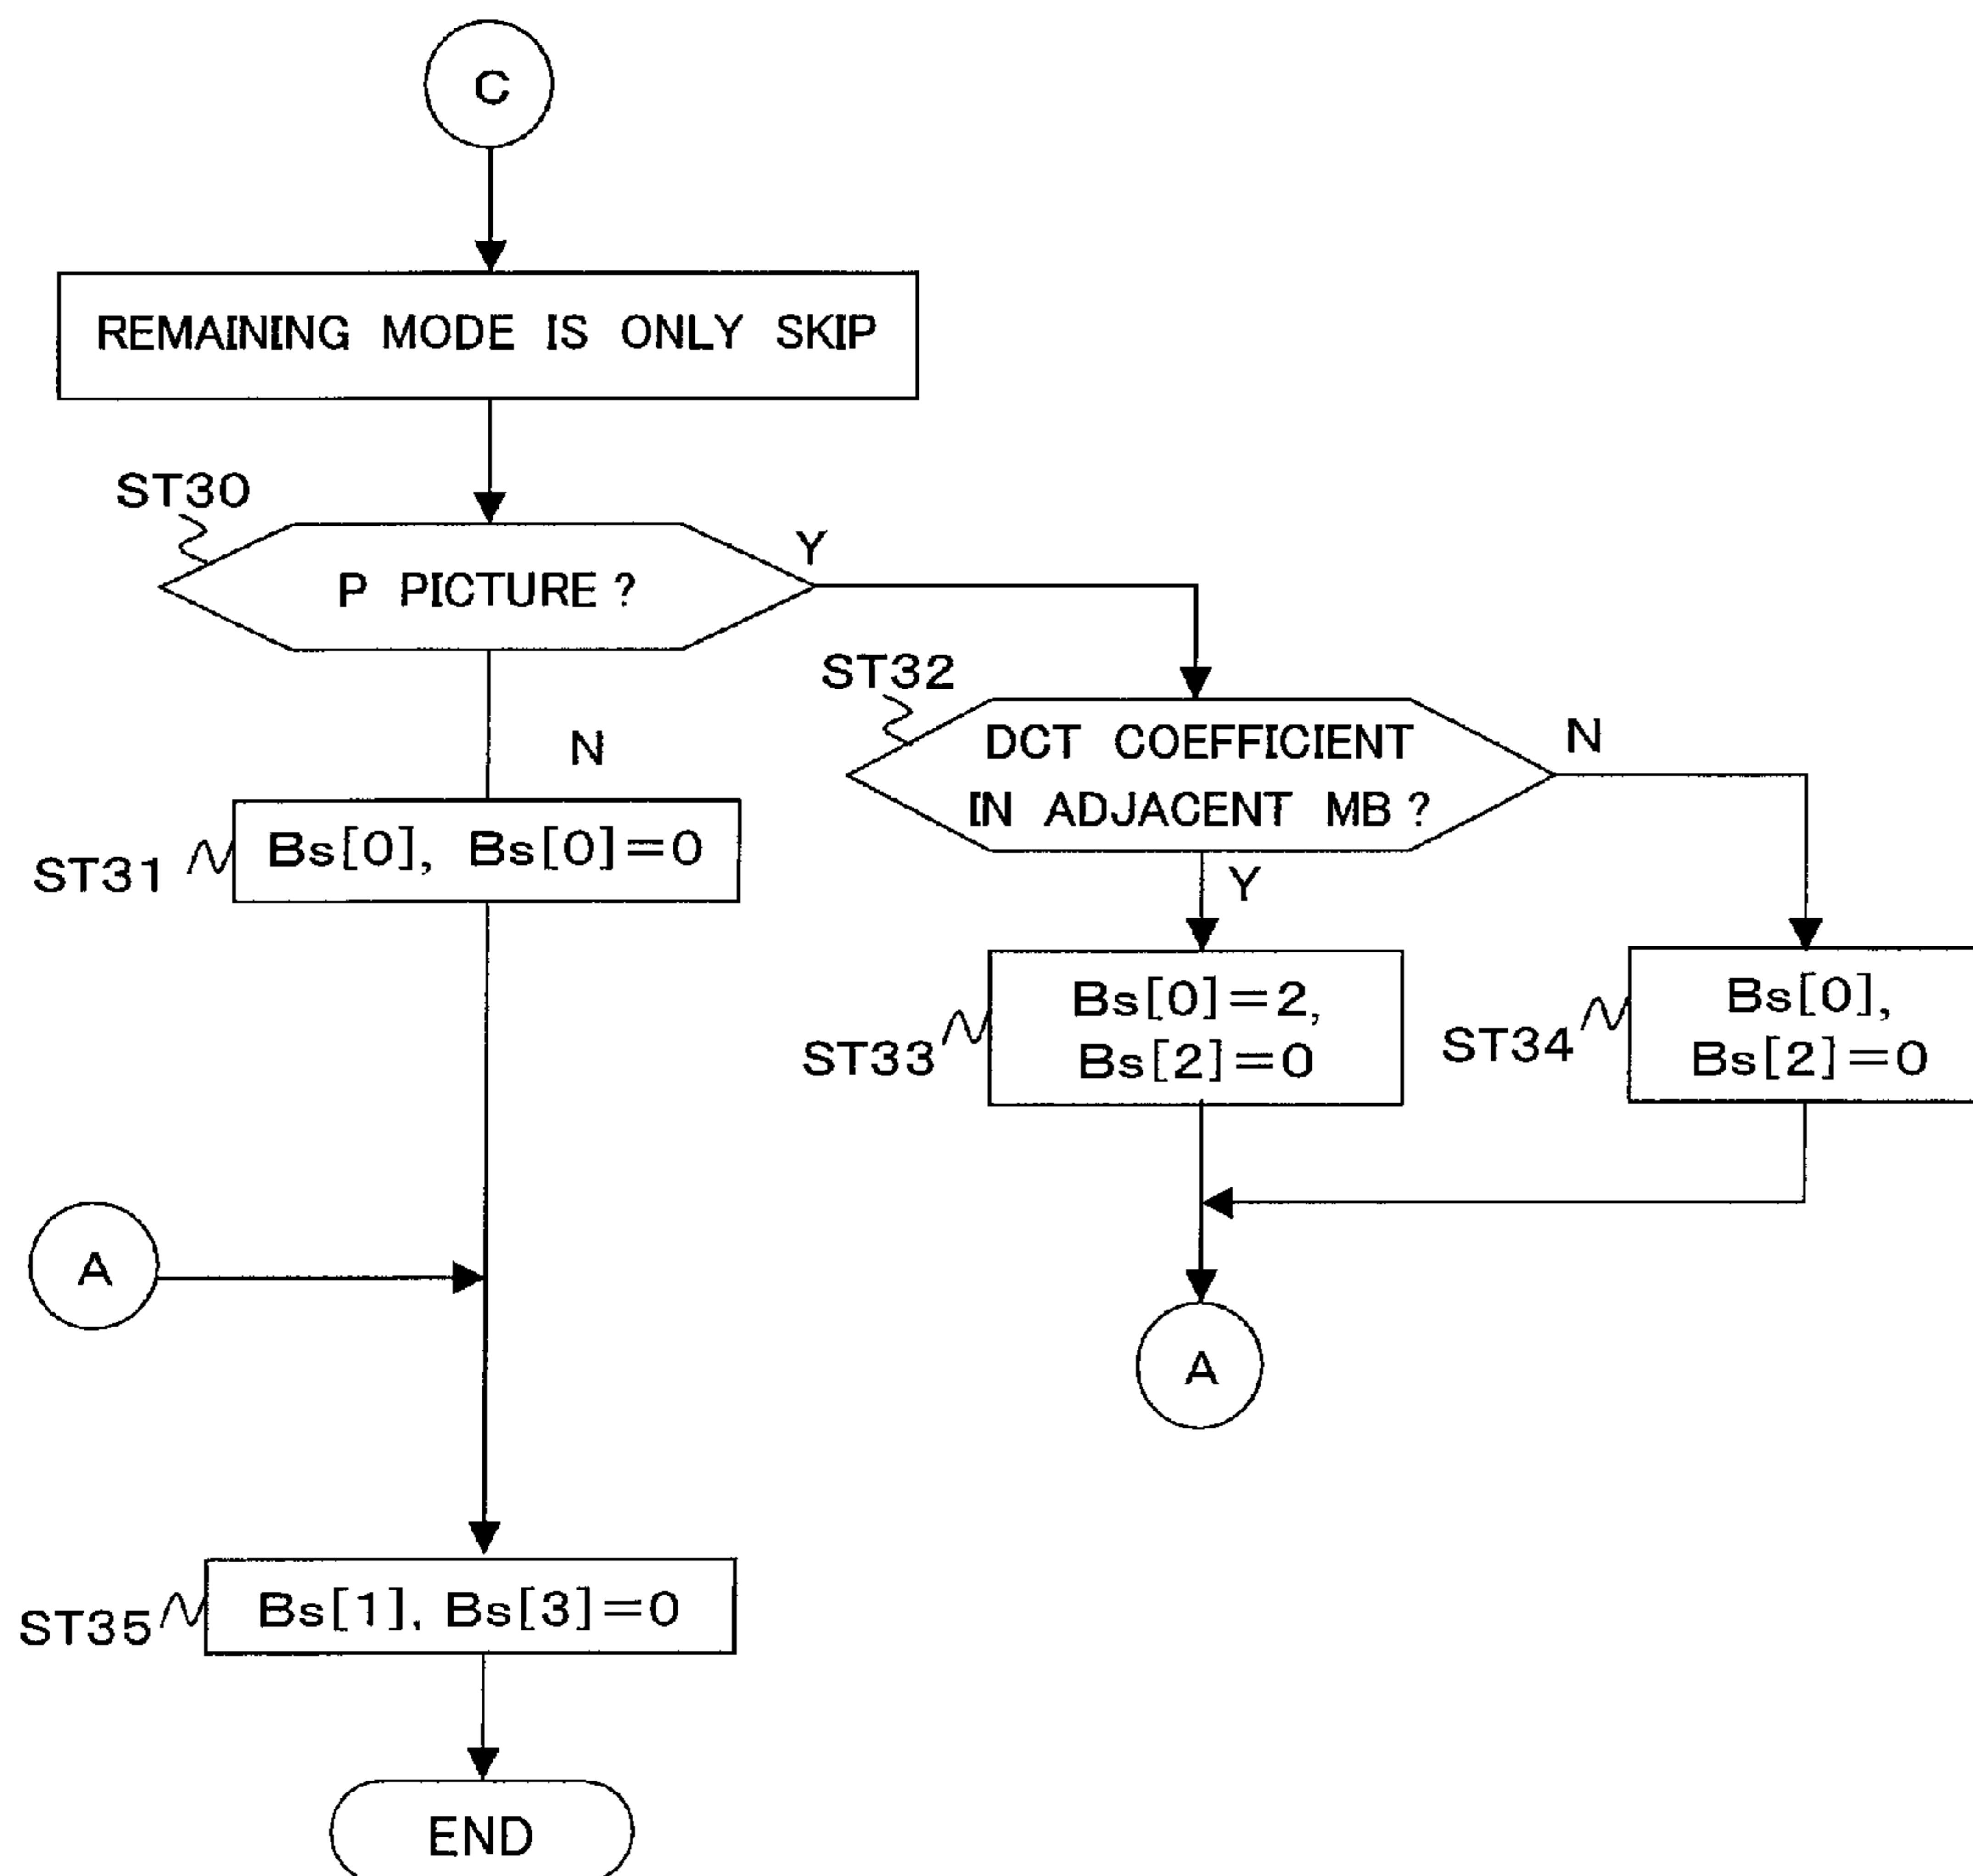 C
REMAINING MODE IS ONLY SKIP
ST30
P PICTURE?
Y
N
ST31
Bs[0], Bs[0]=0
ST32
DCT COEFFICIENT
IN ADJACENT MB?
N
Y
ST33
Bs[0]=2,
Bs[2]=0
ST34
Bs[0],
Bs[2]=0
A
A
ST35
Bs[1], Bs[3]=0
END